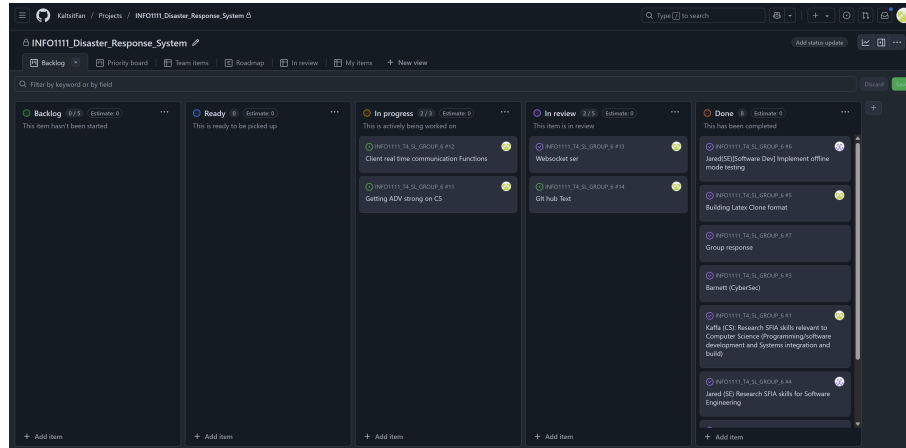 KaltsitFan / Projects / INFO1111_Disaster_Response_System
Type / to search
INFO1111_Disaster_Response_System
Add status update
Backlog
Priority board
Team items
Roadmap
In review
My items
+ New view
Filter by keyword or by field
Discard
Backlog 0/5 Estimate: 0
This item hasn't been started
+ Add item
Ready 0 Estimate: 0
This is ready to be picked up
+ Add item
In progress 2/3 Estimate: 0
This is actively being worked on
INFO1111_T4_SL_GROUP_6 #12
Client real time communication Functions
INFO1111_T4_SL_GROUP_6 #11
Getting ADV strong on CS
+ Add item
In review 2/5 Estimate: 0
This item is in review
INFO1111_T4_SL_GROUP_6 #13
Websocket ser
INFO1111_T4_SL_GROUP_6 #14
GIt hub Text
+ Add item
Done 8 Estimate: 0
This has been completed
INFO1111_T4_SL_GROUP_6 #6
Jared(SE)[Software Dev] Implement offline
mode testing
INFO1111_T4_SL_GROUP_6 #5
Building Latex Clone format
INFO1111_T4_SL_GROUP_6 #7
Group response
INFO1111_T4_SL_GROUP_6 #3
Barnett (CyberSec)
INFO1111_T4_SL_GROUP_6 #1
Kaffa (CS): Research SFIA skills relevant to
Computer Science (Programming/software
development and Systems integration and
build)
INFO1111_T4_SL_GROUP_6 #4
Jared (SE) Research SFIA skills for Software
Engineering
+ Add item